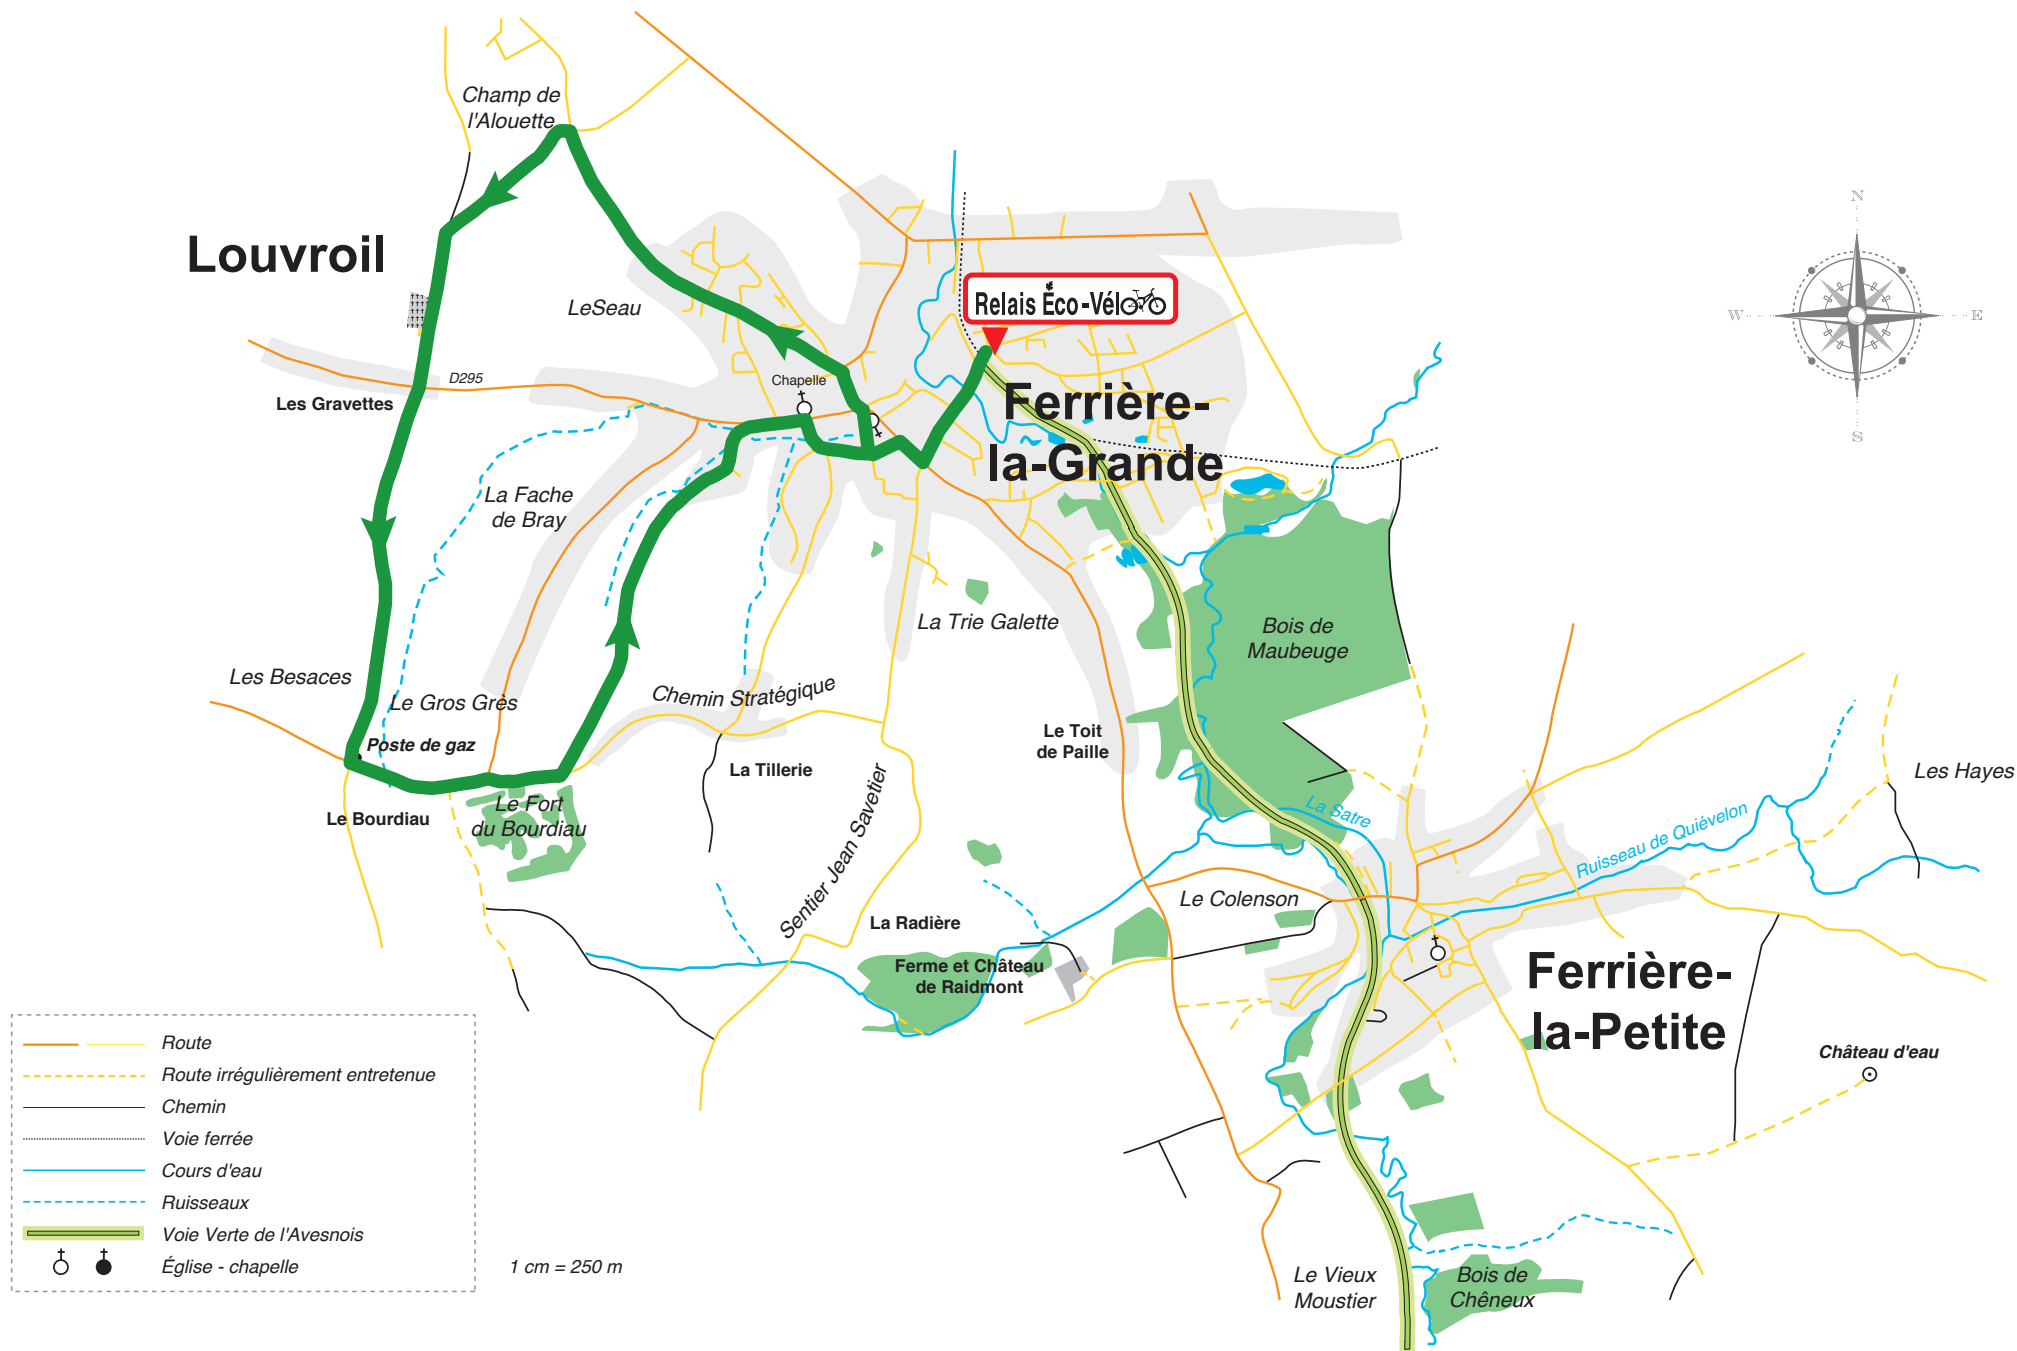 Champ de
l'Alouette
Louvroil
N
W
E
S
Relais Éco-Vélo
LeSeau
Chapelle
D295
Les Gravettes
Ferrière-
la-Grande
La Fache
de Bray
La Trie Galette
Bois de
Maubeuge
Les Besaces
Le Gros Grès
Chemin Stratégique
Poste de gaz
Le Toit
de Paille
La Tillerie
Les Hayes
Le Fort
du Bourdiau
Le Bourdiau
La Satre
Ruisseau de Quiévelon
Sentier Jean Savetier
Le Colenson
La Radière
Ferme et Château
de Raidmont
Ferrière-
la-Petite
Château d'eau
Route
Route irrégulièrement entretenue
Chemin
Voie ferrée
Cours d'eau
Ruisseaux
Voie Verte de l'Avesnois
Église - chapelle
1 cm = 250 m
Le Vieux
Moustier
Bois de
Chêneux